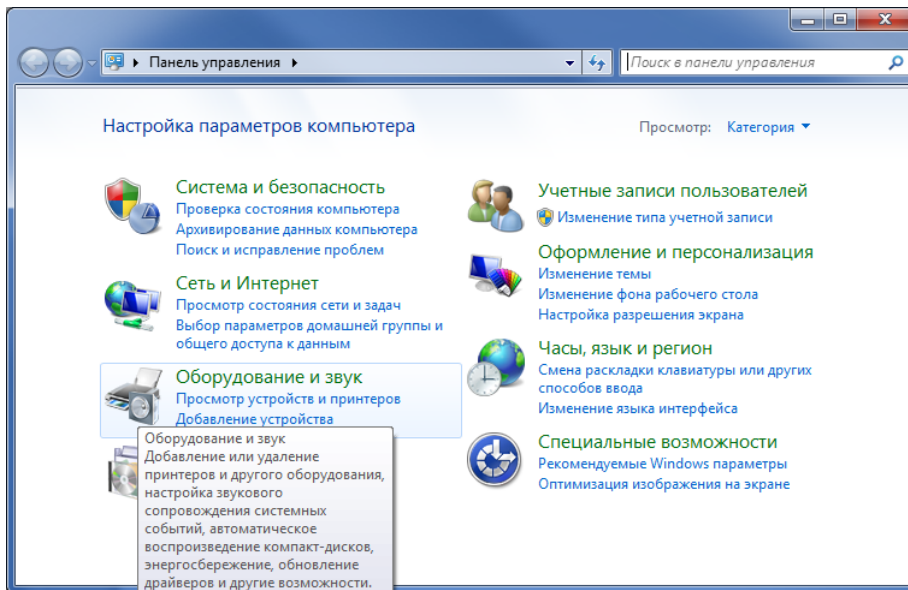 Панель управления
Поиск в панели управления
Настройка параметров компьютера
Просмотр: Категория
Система и безопасность
Проверка состояния компьютера
Архивирование данных компьютера
Поиск и исправление проблем
Сеть и Интернет
Просмотр состояния сети и задач
Выбор параметров домашней группы и
общего доступа к данным
Оборудование и звук
Просмотр устройств и принтеров
Добавление устройства
Оборудование и звук
Добавление или удаление
принтеров и другого оборудования,
настройка звукового
сопровождения системных
событий, автоматическое
воспроизведение компакт-дисков,
энергосбережение, обновление
драйверов и другие возможности.
Учетные записи пользователей
Изменение типа учетной записи
Оформление и персонализация
Изменение темы
Изменение фона рабочего стола
Настройка разрешения экрана
Часы, язык и регион
Смена раскладки клавиатуры или других
способов ввода
Изменение языка интерфейса
Специальные возможности
Рекомендуемые Windows параметры
Оптимизация изображения на экране